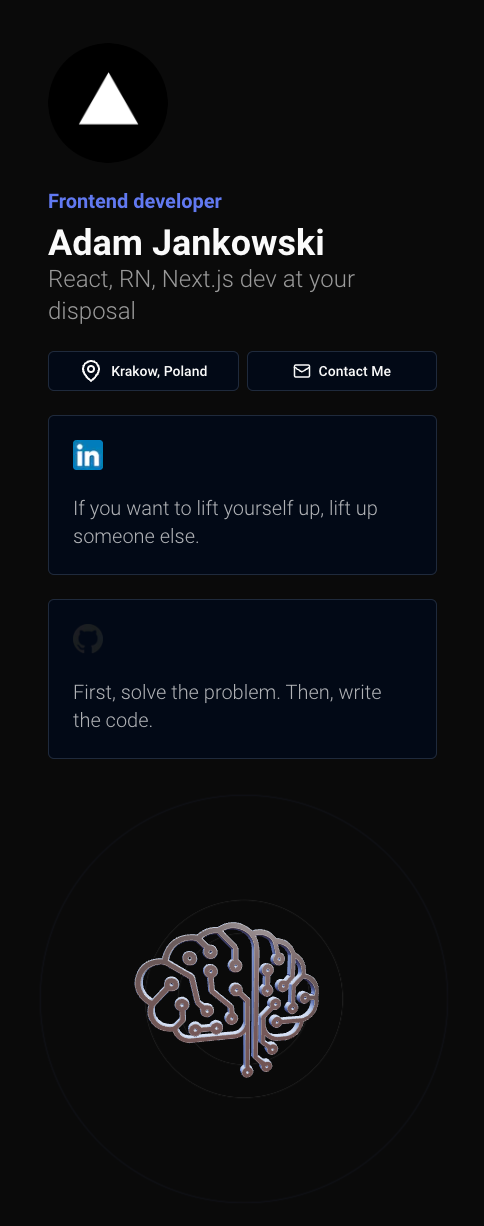 Frontend developer
Adam Jankowski
React, RN, Next.js dev at your
disposal
Krakow, Poland
Contact Me
in
If you want to lift yourself up, lift up
someone else.
First, solve the problem. Then, write
the code.